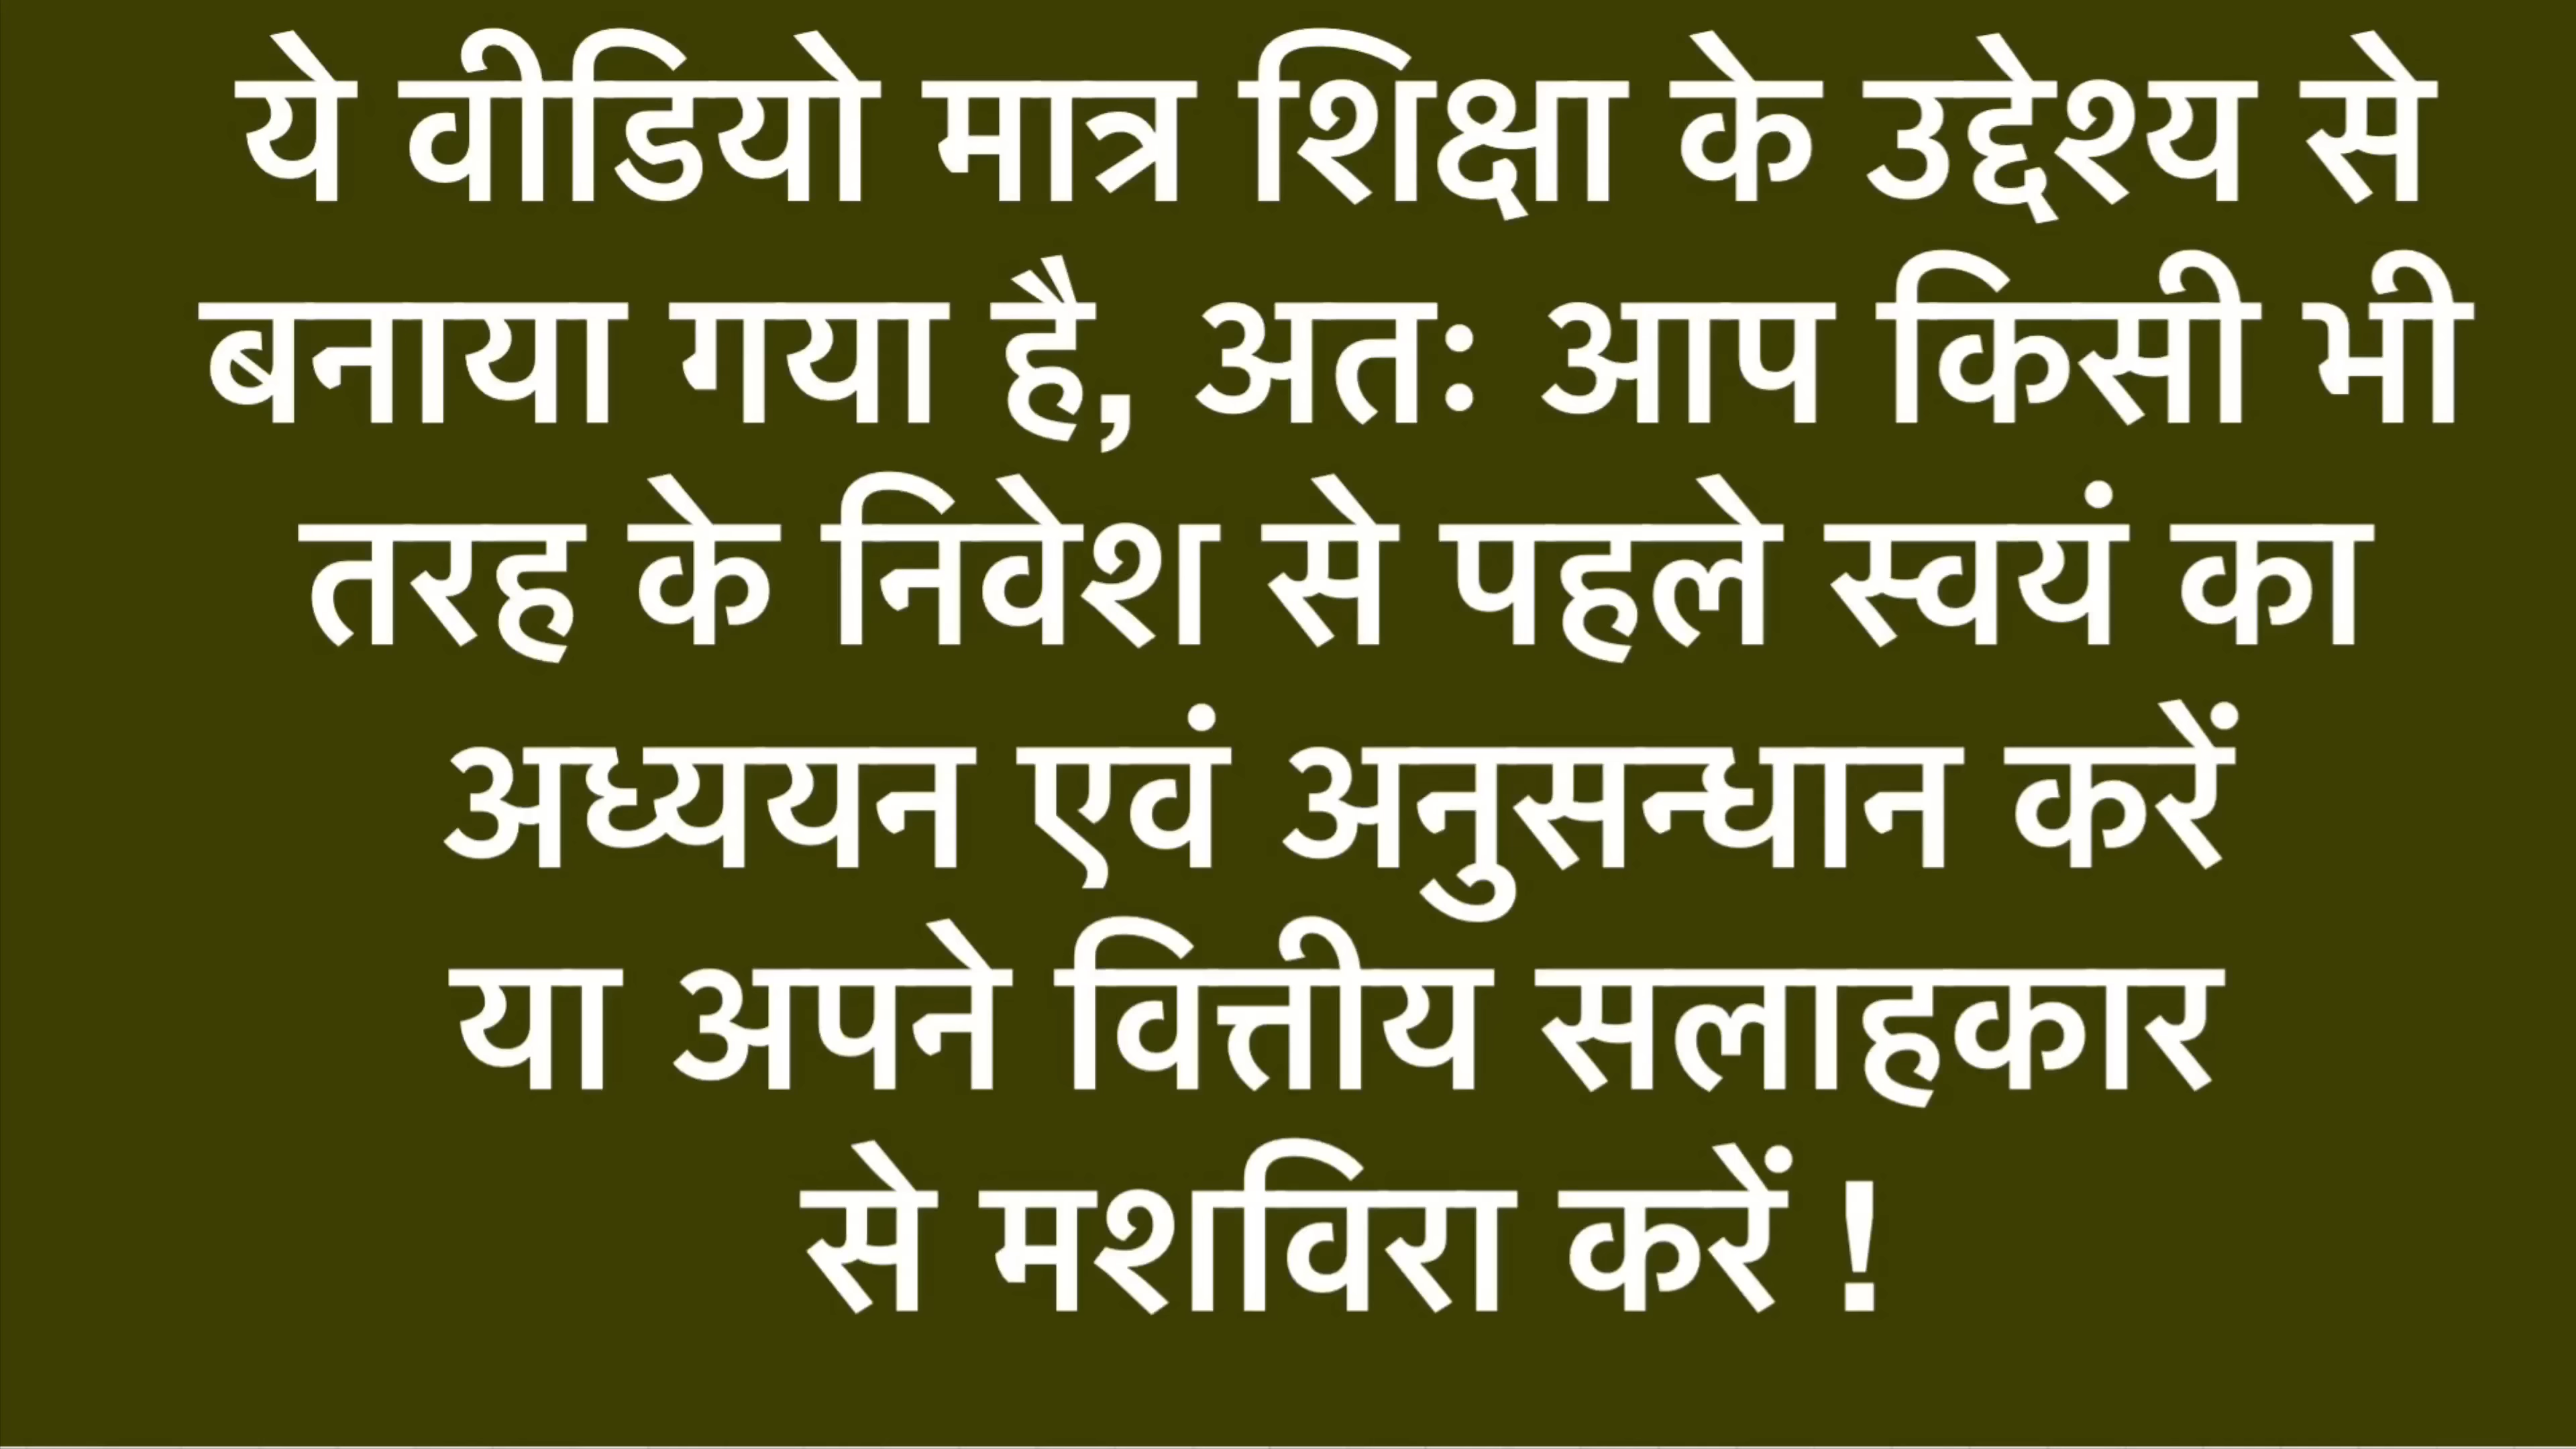 ये वीडियो मात्र शिक्षा के उद्देश्य से
बनाया गया है, अतः आप किसी भी
तरह के निवेश से पहले स्वयं का
अध्ययन एवं अनुसन्धान करें
या अपने वित्तीय सलाहकार
से मशविरा करें !